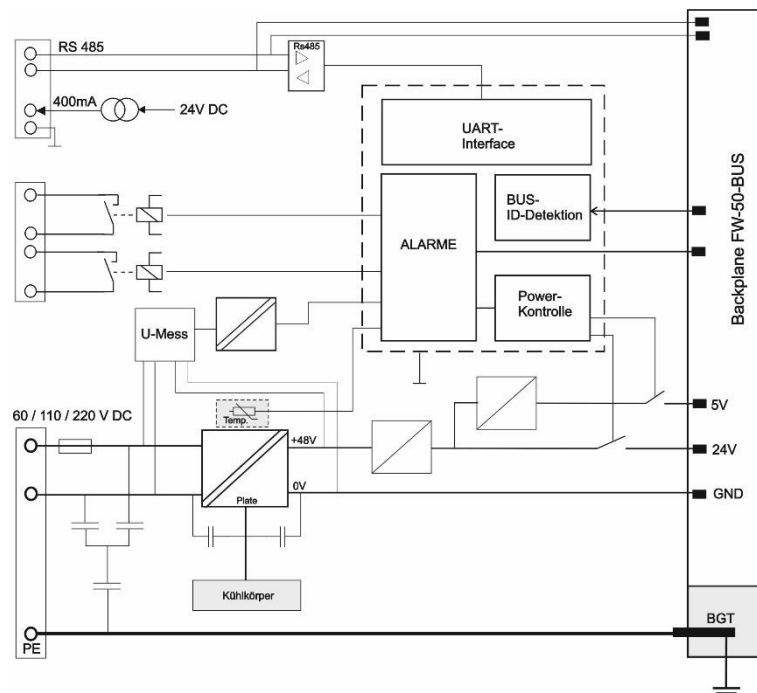 RS 485
Rs485
400mA
24V DC
UART-
Interface
BUS-
ID-Detektion
ALARME
Power-
Kontrolle
U-Mess
Backplane FW-50-BUS
60 / 110 / 220 V DC
Temp.
+48V
5V
24V
0V
GND
Plate
Kühlkörper
BGT
PE